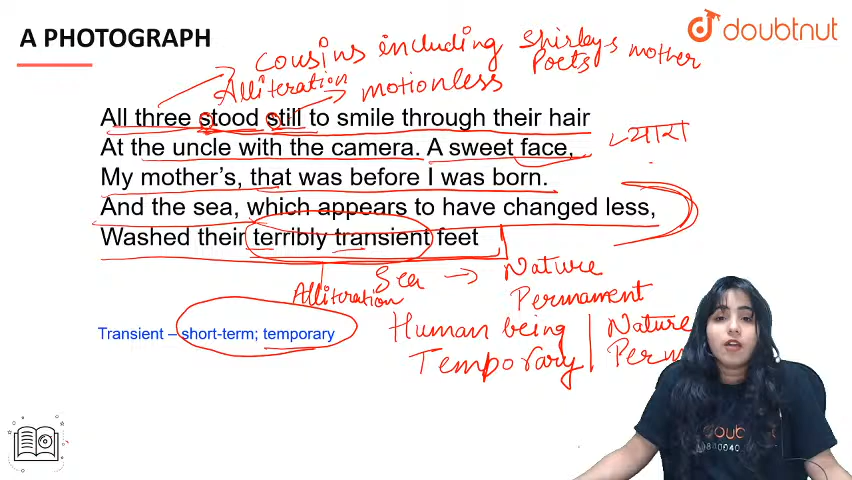 A PHOTOGRAPH
doubtnut
cousins including Shirley's mother
Poets
Alliteration
motionless
All three stood still to smile through their hair
At the uncle with the camera. A sweet face,
प्यारा
My mother's, that was before I was born.
And the sea, which appears to have changed less,
Washed their terribly transient feet
Alliteration
Sea → Nature
Permanent
Transient – short-term; temporary
Human being
Temporary
Nature
Perm
doubt